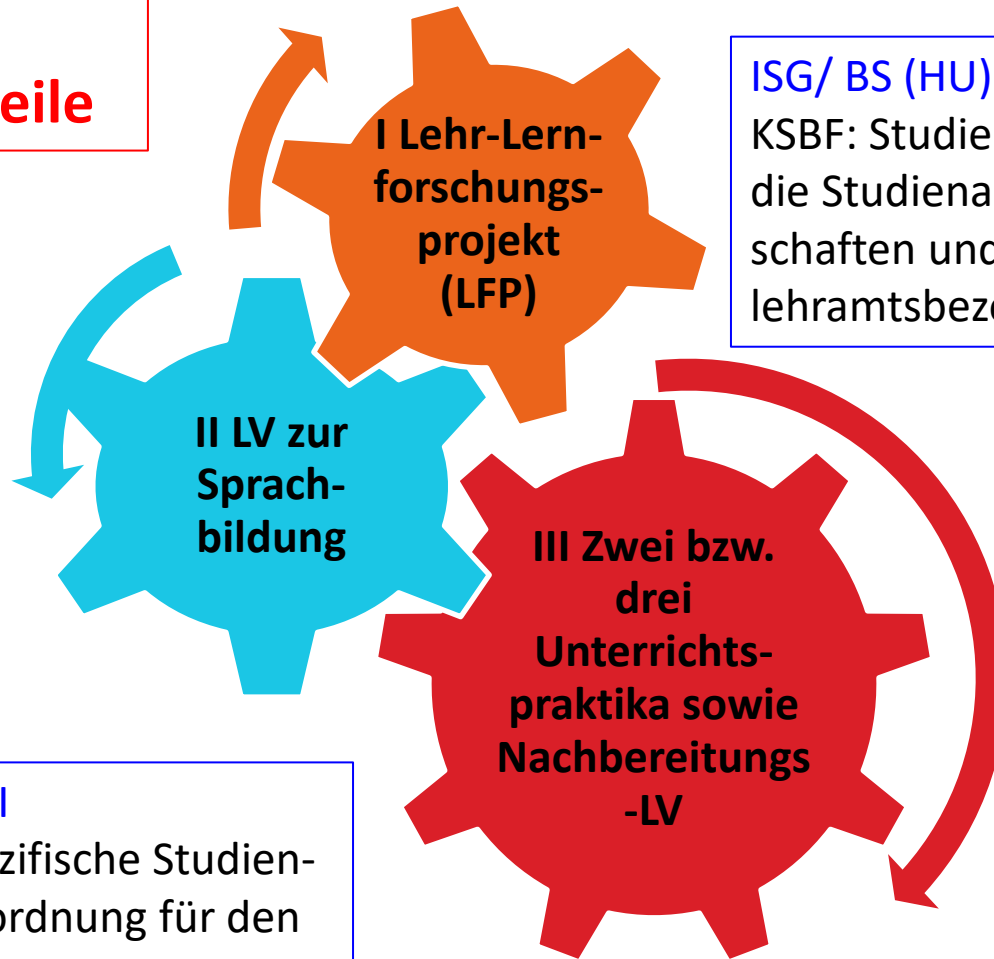 eile
I Lehr-Lern-
forschungs-
projekt
(LFP)
ISG/ BS (HU)
KSBF: Studie
die Studiena
schaften und
lehramtsbez
II LV zur
Sprach-
bildung
III Zwei bzw.
drei
Unterrichts-
praktika sowie
Nachbereitungs
-LV
zifische Studien-
ordnung für den